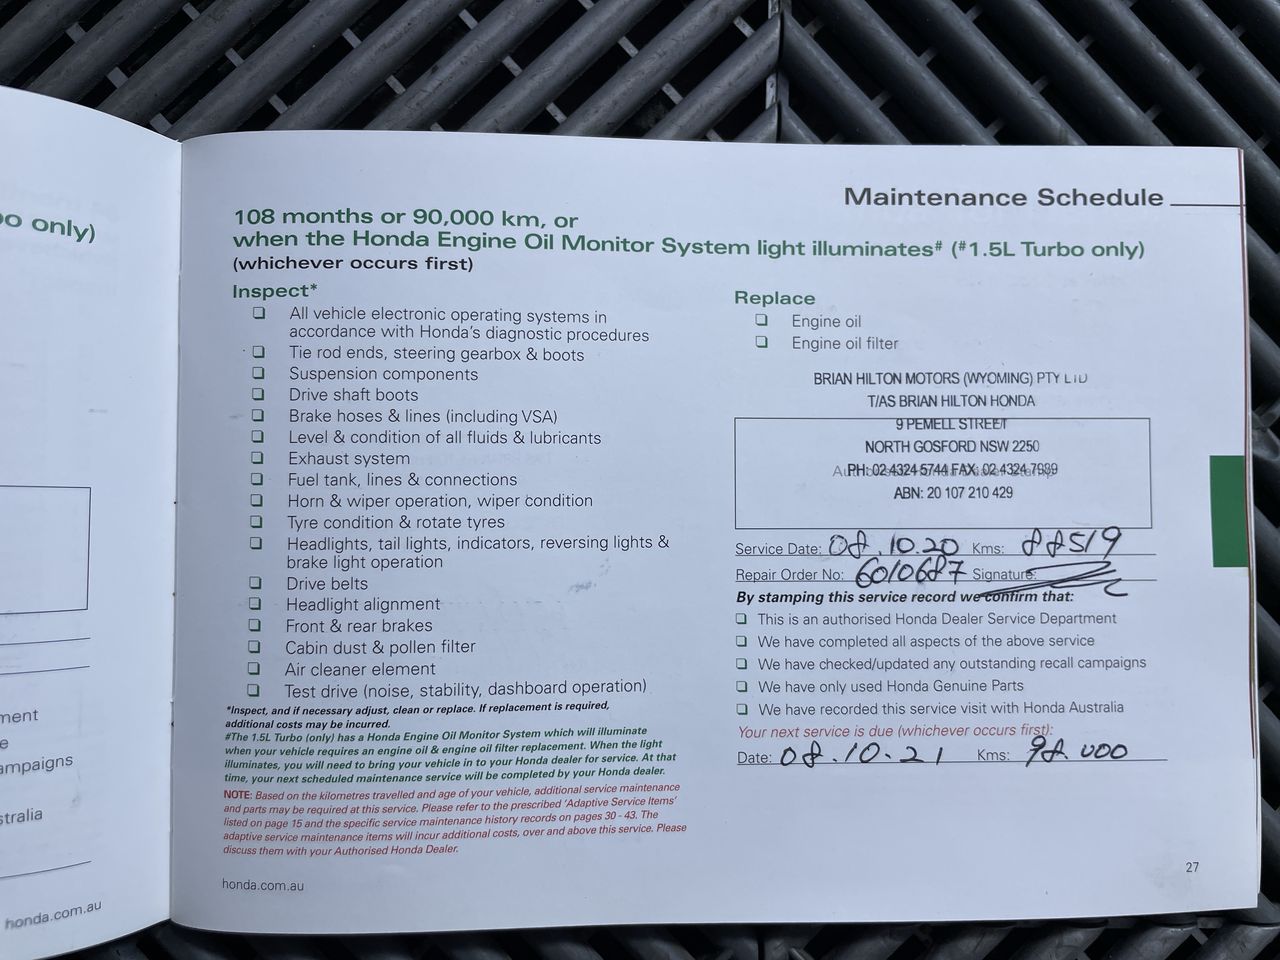 oo only)
ment
e
ampaigns
stralia
honda.com.au
Maintenance Schedule
108 months or 90,000 km, or
when the Honda Engine Oil Monitor System light illuminates# (#1.5L Turbo only)
(whichever occurs first)
Inspect*
❏ All vehicle electronic operating systems in
accordance with Honda's diagnostic procedures
❏ Tie rod ends, steering gearbox & boots
❏ Suspension components
❏ Drive shaft boots
❏ Brake hoses & lines (including VSA)
❏ Level & condition of all fluids & lubricants
❏ Exhaust system
❏ Fuel tank, lines & connections
❏ Horn & wiper operation, wiper condition
❏ Tyre condition & rotate tyres
❏ Headlights, tail lights, indicators, reversing lights &
brake light operation
❏ Drive belts
❏ Headlight alignment
❏ Front & rear brakes
❏ Cabin dust & pollen filter
❏ Air cleaner element
❏ Test drive (noise, stability, dashboard operation)
*Inspect, and if necessary adjust, clean or replace. If replacement is required,
additional costs may be incurred.
#The 1.5L Turbo (only) has a Honda Engine Oil Monitor System which will illuminate
when your vehicle requires an engine oil & engine oil filter replacement. When the light
illuminates, you will need to bring your vehicle in to your Honda dealer for service. At that
time, your next scheduled maintenance service will be completed by your Honda dealer.
NOTE: Based on the kilometres travelled and age of your vehicle, additional service maintenance
and parts may be required at this service. Please refer to the prescribed 'Adaptive Service Items'
listed on page 15 and the specific service maintenance history records on pages 30 - 43. The
adaptive service maintenance items will incur additional costs, over and above this service. Please
discuss them with your Authorised Honda Dealer.
honda.com.au
Replace
❏ Engine oil
❏ Engine oil filter
BRIAN HILTON MOTORS (WYOMING) PTY LTD
T/AS BRIAN HILTON HONDA
9 PEMELL STREET
NORTH GOSFORD NSW 2250
PH: 02 4324 5744 FAX: 02 4324 7989
ABN: 20 107 210 429
Service Date: 08.10.20 Kms: 88519
Repair Order No: 6010687 Signature:
By stamping this service record we confirm that:
❏ This is an authorised Honda Dealer Service Department
❏ We have completed all aspects of the above service
❏ We have checked/updated any outstanding recall campaigns
❏ We have only used Honda Genuine Parts
❏ We have recorded this service visit with Honda Australia
Your next service is due (whichever occurs first):
Date: 08.10.21 Kms: 98.000
27